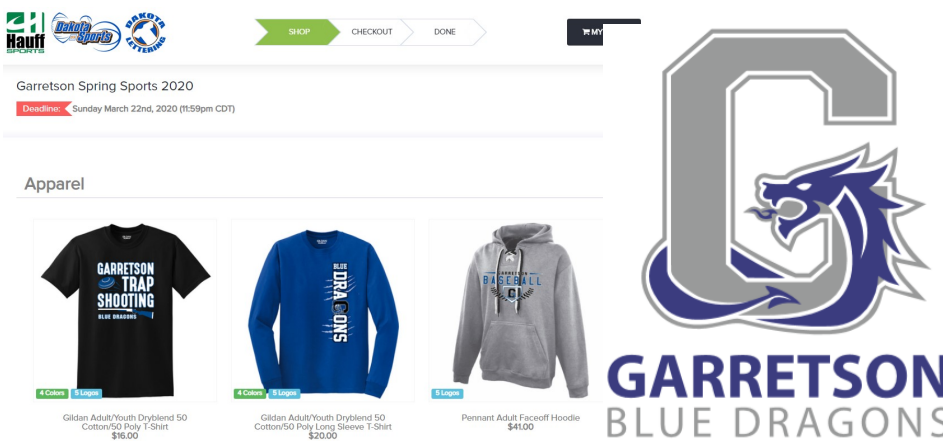 Hauff
SPORTS
Dakota
Sports
DAKOTA
LETTERING
SHOP
CHECKOUT
DONE
MY
Garretson Spring Sports 2020
Deadline:
Sunday March 22nd, 2020 (11:59pm CDT)
Apparel
GARRETSON
TRAP
SHOOTING
BLUE DRAGONS
4 Colors
5 Logos
Gildan Adult/Youth Dryblend 50
Cotton/50 Poly T-Shirt
$16.00
BLUE
DRAGONS
4 Colors
5 Logos
Gildan Adult/Youth Dryblend 50
Cotton/50 Poly Long Sleeve T-Shirt
$20.00
GARRETSON
BASEBALL
G
5 Logos
Pennant Adult Faceoff Hoodie
$41.00
G
GARRETSON
BLUE DRAGONS